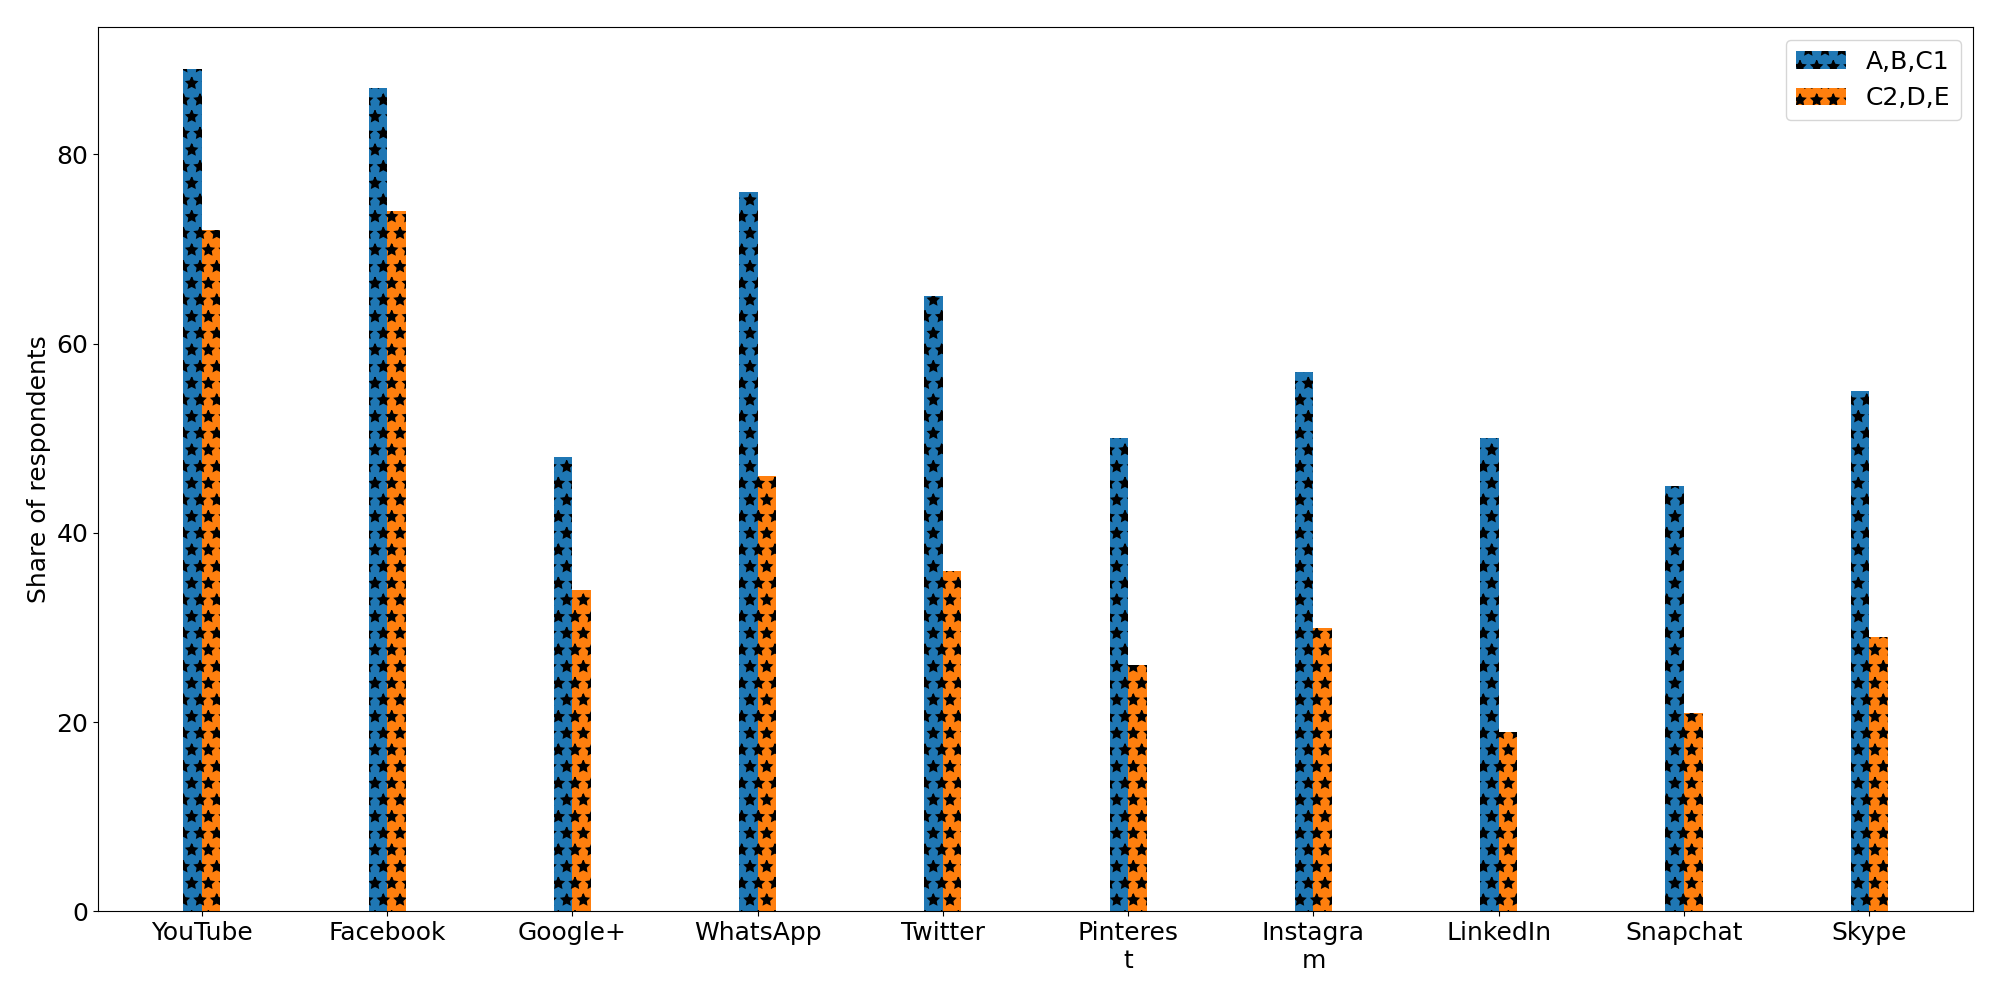 A,B,C1
C2,D,E
Share of respondents
80
60
40
20
0
YouTube Facebook Google+ WhatsApp Twitter Pinteres Instagra LinkedIn Snapchat Skype
t m